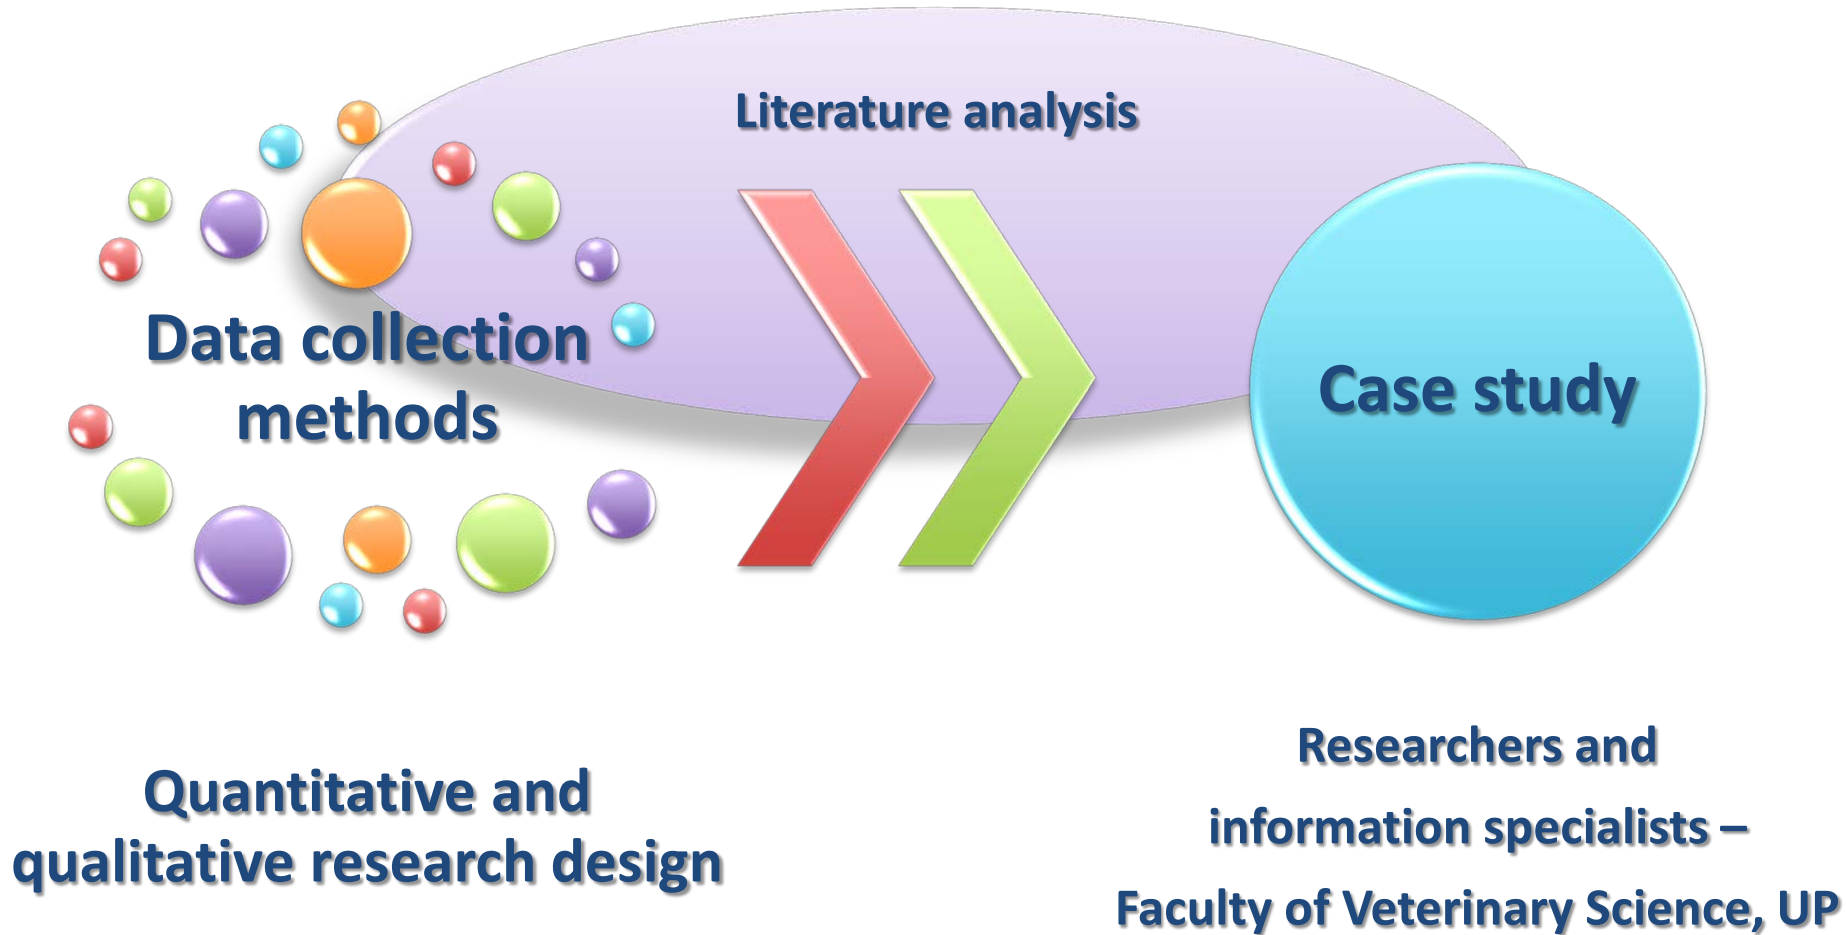 Literature analysis
Data collection
methods
Case study
Quantitative and
qualitative research design
Researchers and
information specialists –
Faculty of Veterinary Science, UP